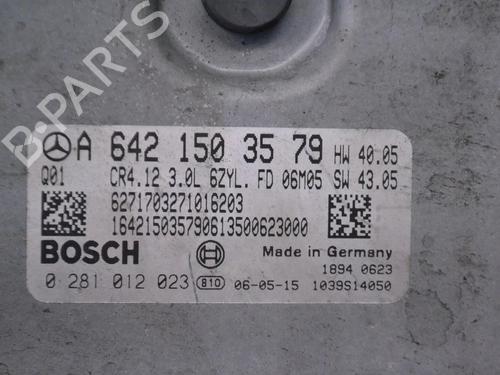 B-PARTS
A 642 150 35 79 HW 40.05
Q01 CR4.12 3.0L 6ZYL. FD 06M05 SW 43.05
6271703271016203
164215035790613500623000
BOSCH Made in Germany
1894 0623
0 281 012 023 810 06-05-15 1039S14050